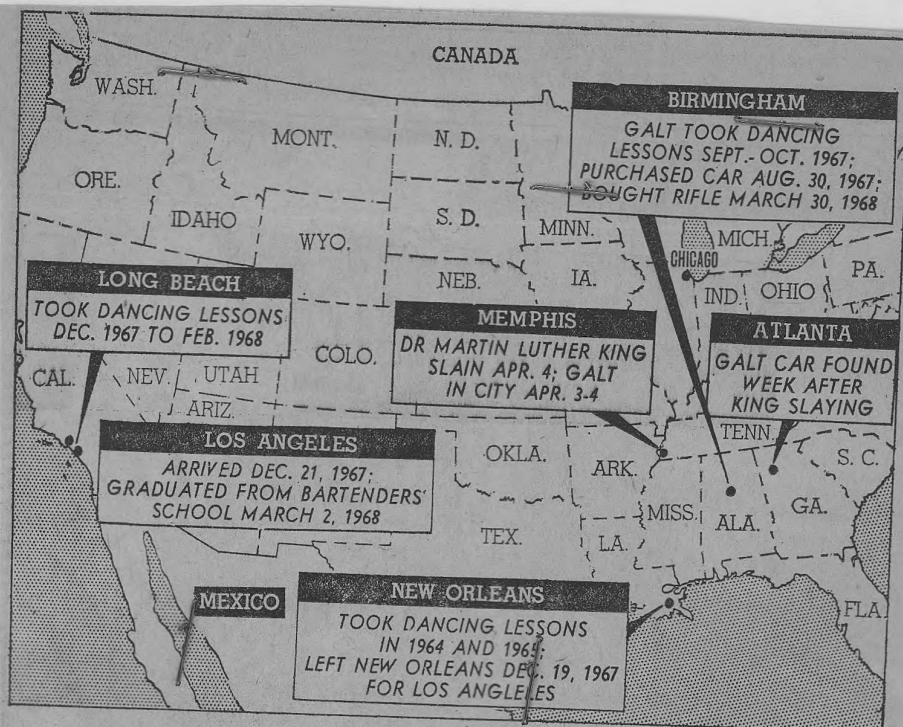 CANADA
WASH.
MONT.
N. D.
ORE.
IDAHO
S. D.
WYO.
MINN.
MICH.
CHICAGO
NEB.
IA.
IND.
OHIO
PA.
BIRMINGHAM
GALT TOOK DANCING
LESSONS SEPT.- OCT. 1967;
PURCHASED CAR AUG. 30, 1967;
BOUGHT RIFLE MARCH 30, 1968
LONG BEACH
TOOK DANCING LESSONS
DEC. 1967 TO FEB. 1968
MEMPHIS
DR MARTIN LUTHER KING
SLAIN APR. 4; GALT
IN CITY APR. 3-4
ATLANTA
GALT CAR FOUND
WEEK AFTER
KING SLAYING
CAL.
NEV.
UTAH
COLO.
ARIZ.
TENN.
LOS ANGELES
ARRIVED DEC. 21, 1967;
GRADUATED FROM BARTENDERS'
SCHOOL MARCH 2, 1968
OKLA.
ARK.
S. C.
TEX.
LA.
MISS.
ALA.
GA.
MEXICO
NEW ORLEANS
TOOK DANCING LESSONS
IN 1964 AND 1965;
LEFT NEW ORLEANS DEC. 19, 1967
FOR LOS ANGLELES
FLA.